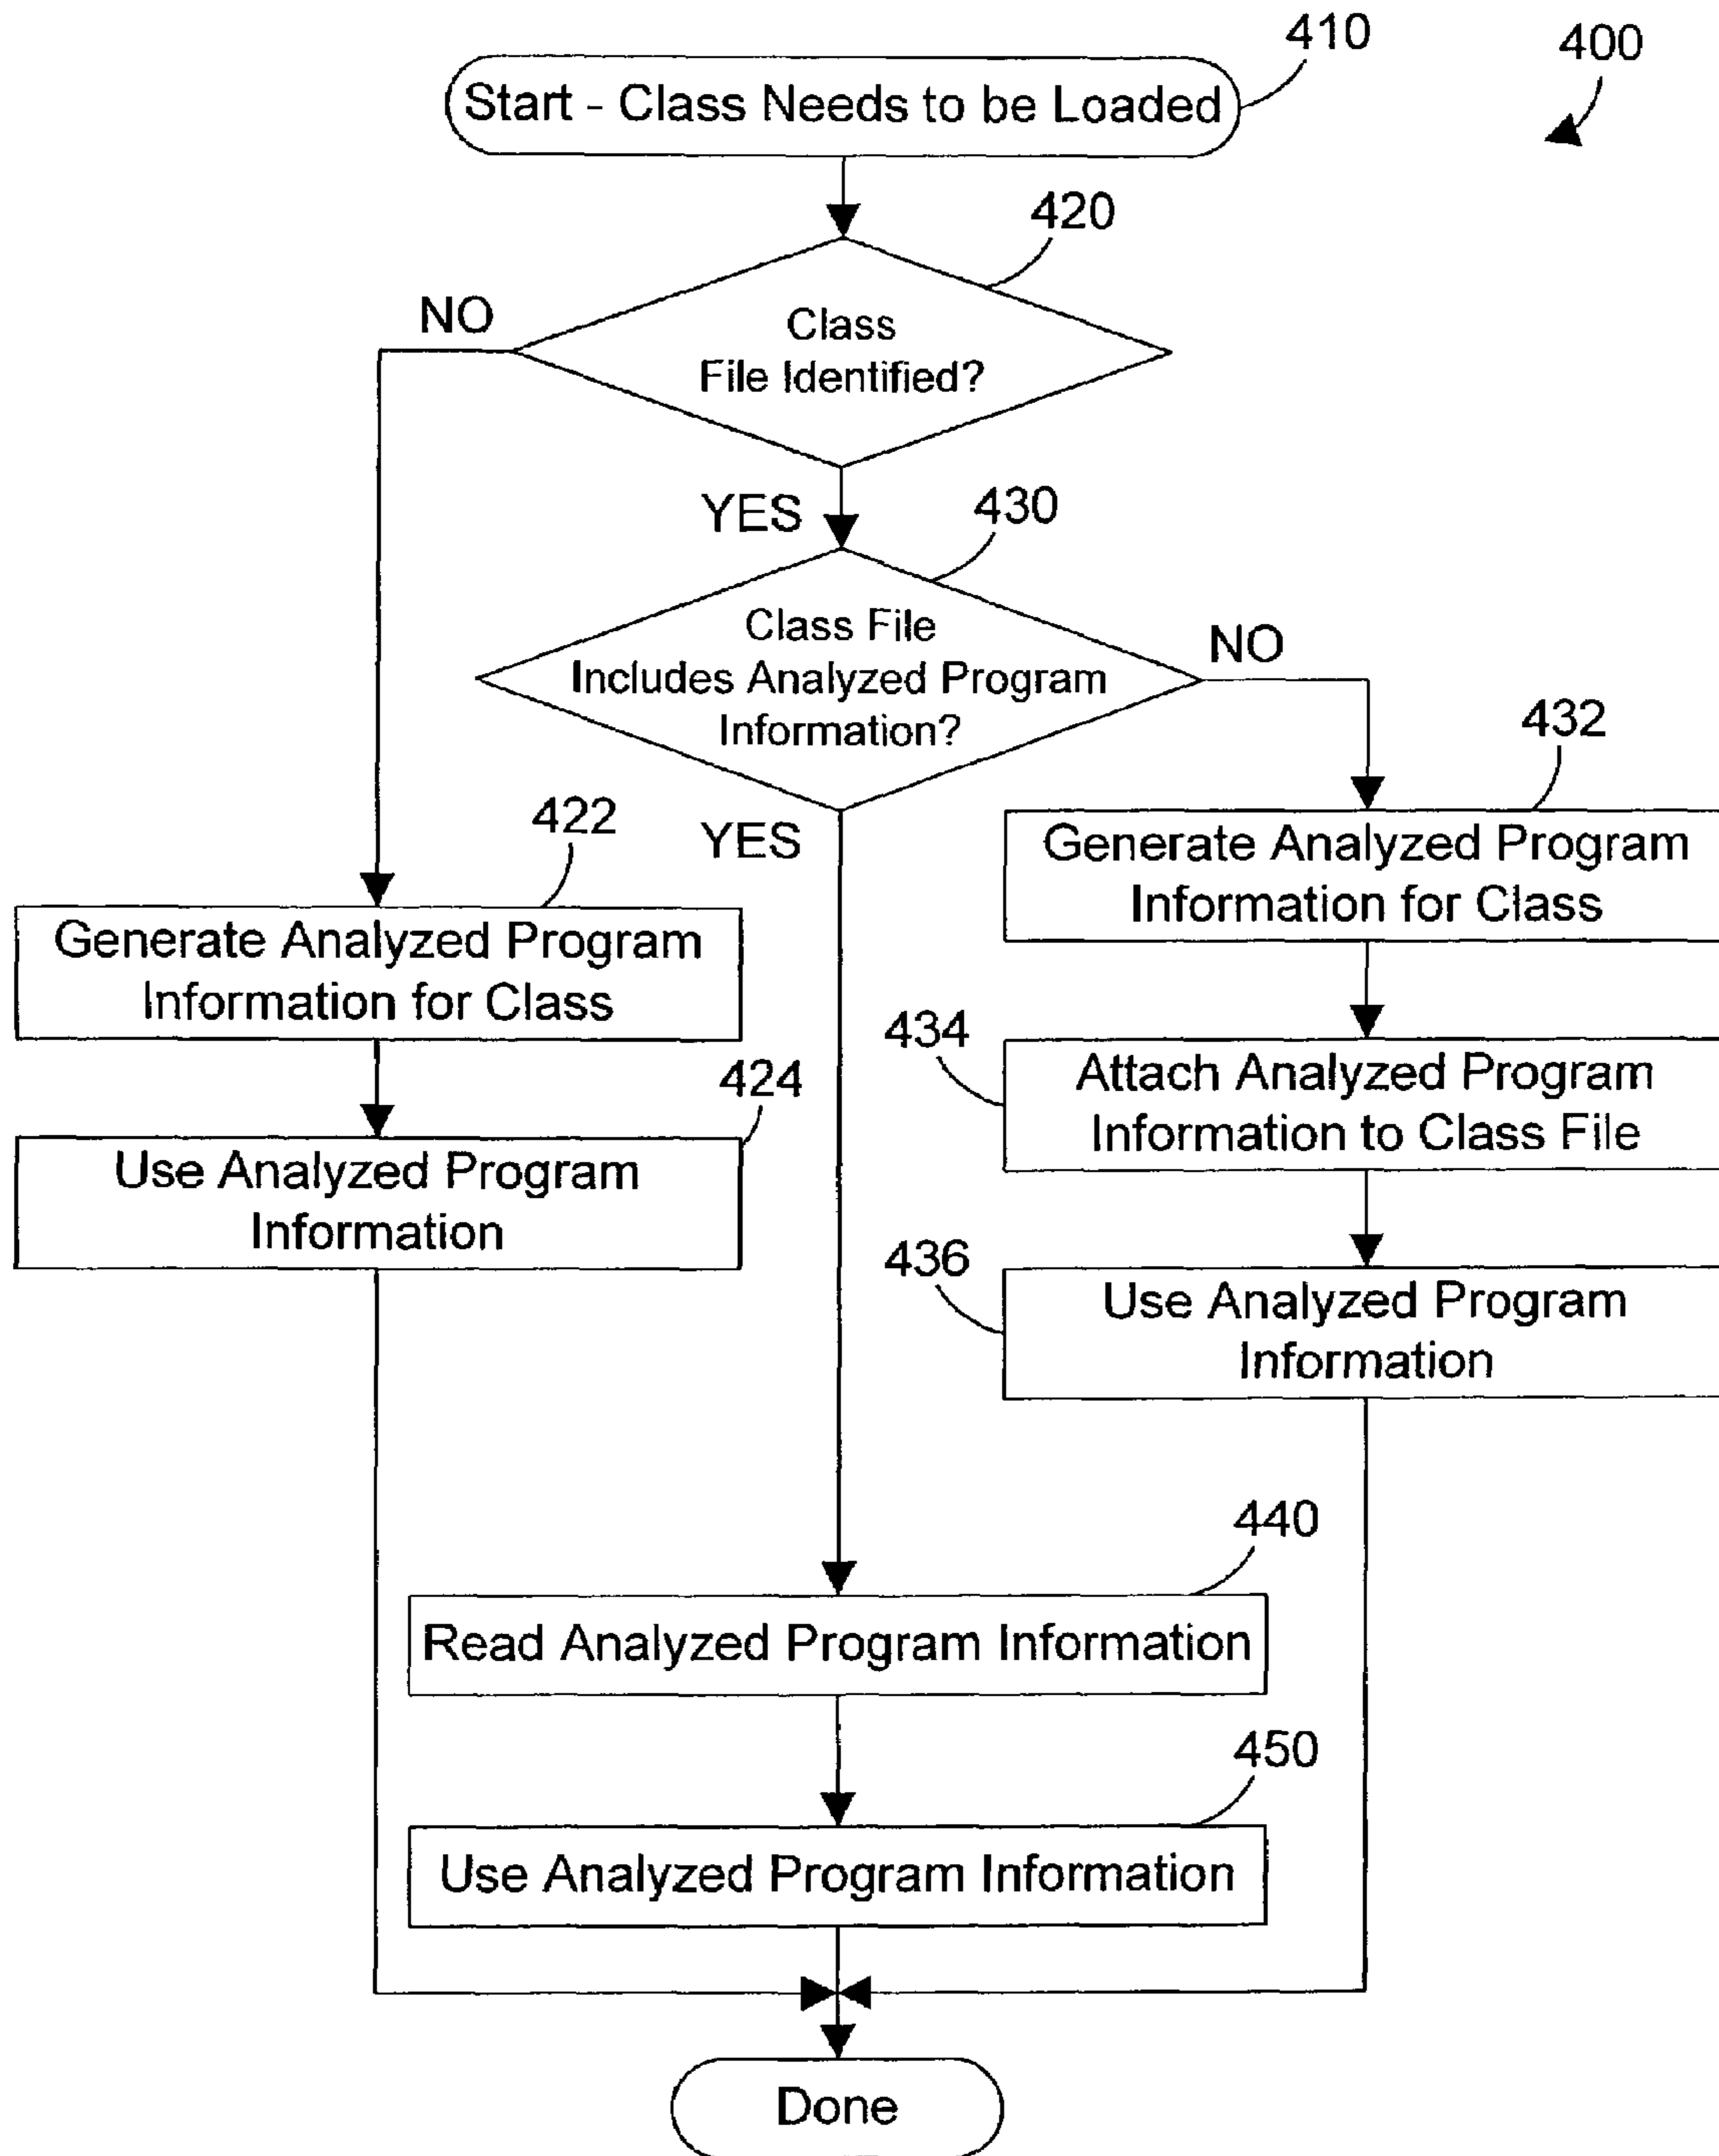 410
400
Start - Class Needs to be Loaded
420
NO
Class
File Identified?
YES
430
Class File
Includes Analyzed Program
Information?
NO
432
YES
422
Generate Analyzed Program
Information for Class
Generate Analyzed Program
Information for Class
434
Attach Analyzed Program
Information to Class File
424
Use Analyzed Program
Information
436
Use Analyzed Program
Information
440
Read Analyzed Program Information
450
Use Analyzed Program Information
Done